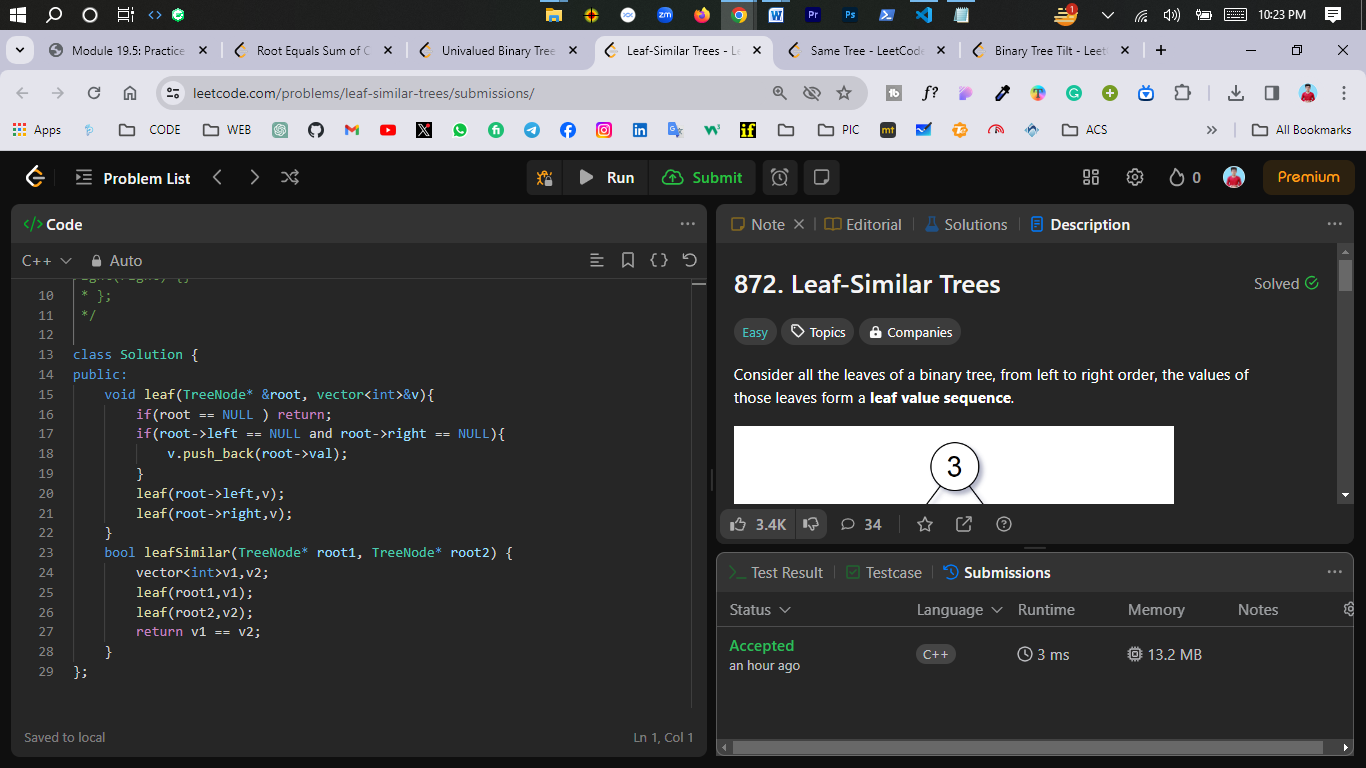 10:23 PM
1
Module 19.5: Practice
Root Equals Sum of C
Univalued Binary Tree
Leaf-Similar Trees - Le
Same Tree - LeetCode
Binary Tree Tilt - Leet
leetcode.com/problems/leaf-similar-trees/submissions/
Apps
CODE
WEB
PIC
ACS
All Bookmarks
Problem List
Run
Submit
0
Premium
</> Code
C++
Auto
10 * };
11 */
12
13 class Solution {
14 public:
15 void leaf(TreeNode* &root, vector<int>&v){
16 if(root == NULL ) return;
17 if(root->left == NULL and root->right == NULL){
18 v.push_back(root->val);
19 }
20 leaf(root->left,v);
21 leaf(root->right,v);
22 }
23 bool leafSimilar(TreeNode* root1, TreeNode* root2) {
24 vector<int>v1,v2;
25 leaf(root1,v1);
26 leaf(root2,v2);
27 return v1 == v2;
28 }
29 };
Saved to local
Ln 1, Col 1
Note
Editorial
Solutions
Description
872. Leaf-Similar Trees
Solved
Easy
Topics
Companies
Consider all the leaves of a binary tree, from left to right order, the values of
those leaves form a leaf value sequence.
3
3.4K
34
Test Result
Testcase
Submissions
Status
Language
Runtime
Memory
Notes
Accepted
an hour ago
C++
3 ms
13.2 MB